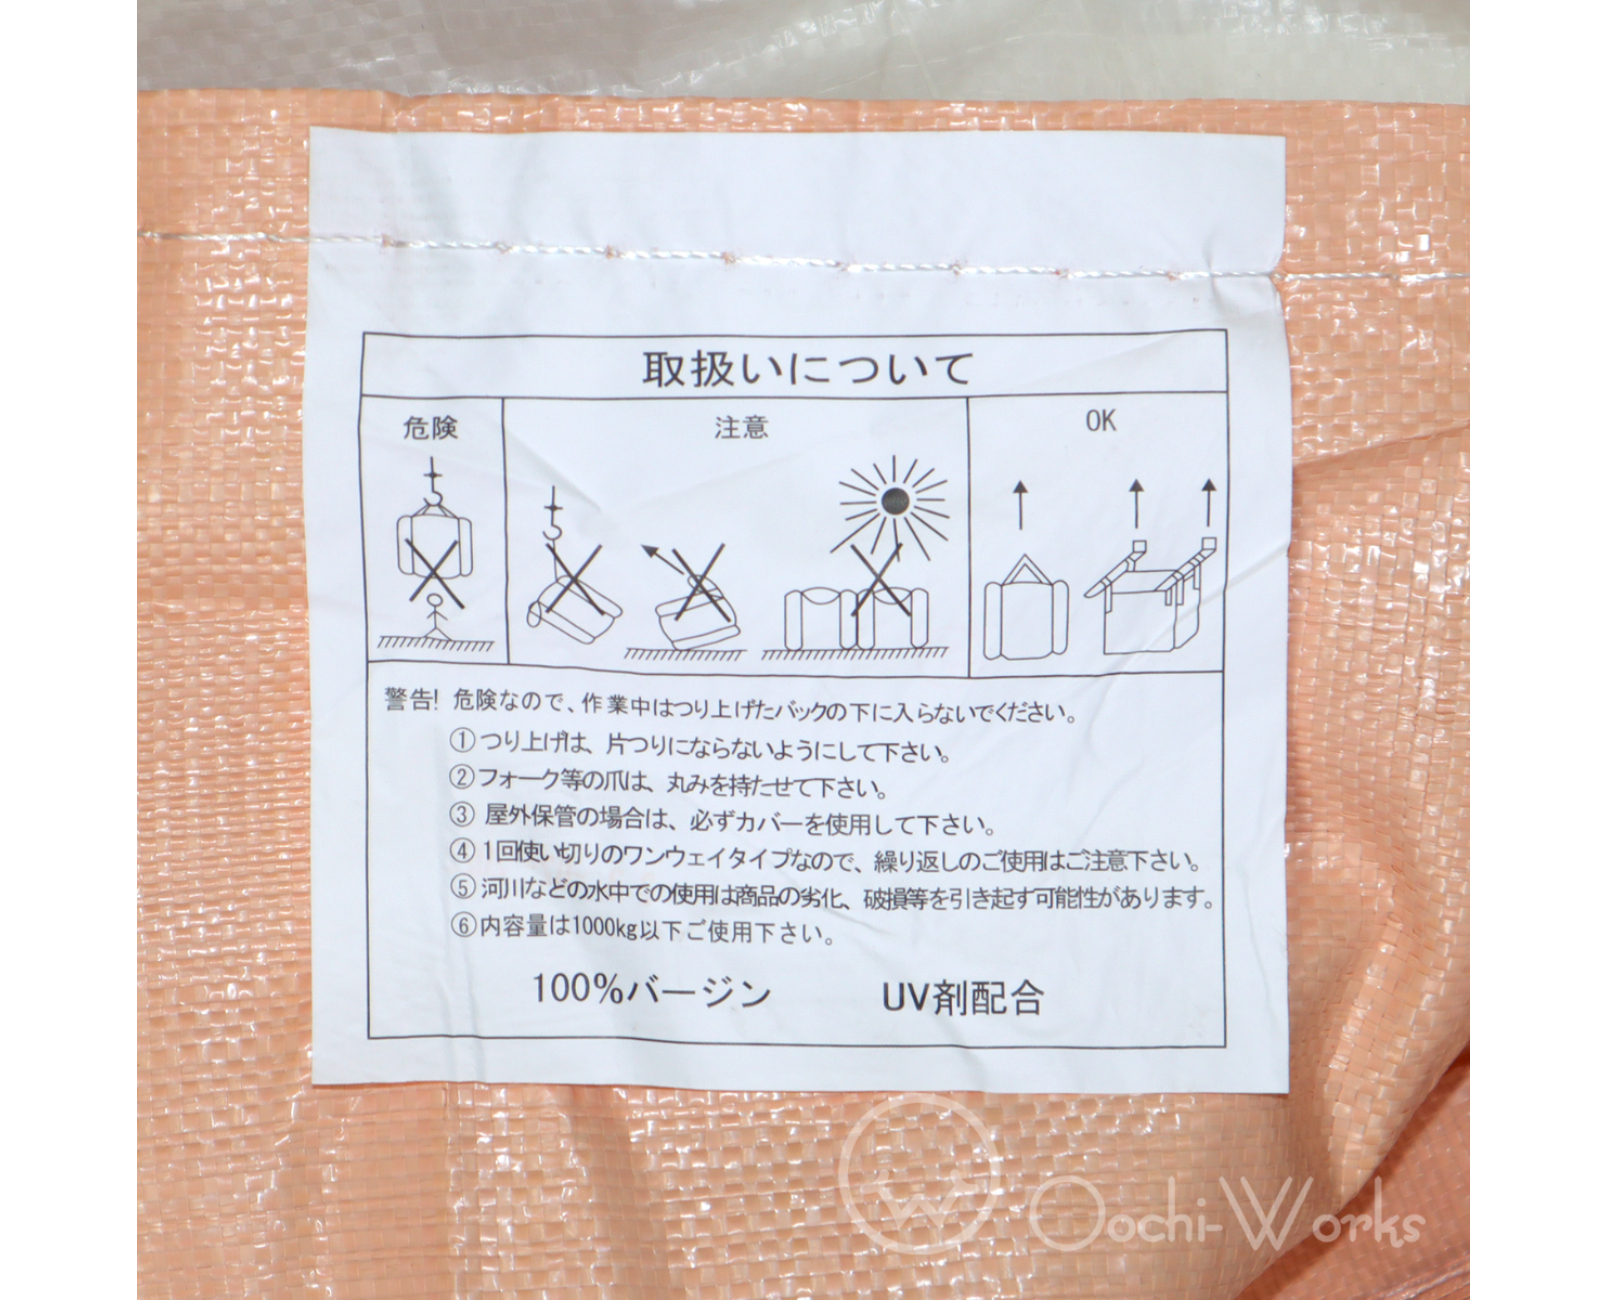 取扱いについて
危険
注意
OK
警告! 危険なので、作業中はつり上げたバックの下に入らないでください。
①つり上げは、片つりにならないようにして下さい。
②フォーク等の爪は、丸みを持たせて下さい。
③屋外保管の場合は、必ずカバーを使用して下さい。
④1回使い切りのワンウェイタイプなので、繰り返しのご使用はご注意下さい。
⑤河川などの水中での使用は商品の劣化、破損等を引き起す可能性があります。
⑥内容量は1000kg以下ご使用下さい。
100%バージン UV剤配合
Oochi-Works